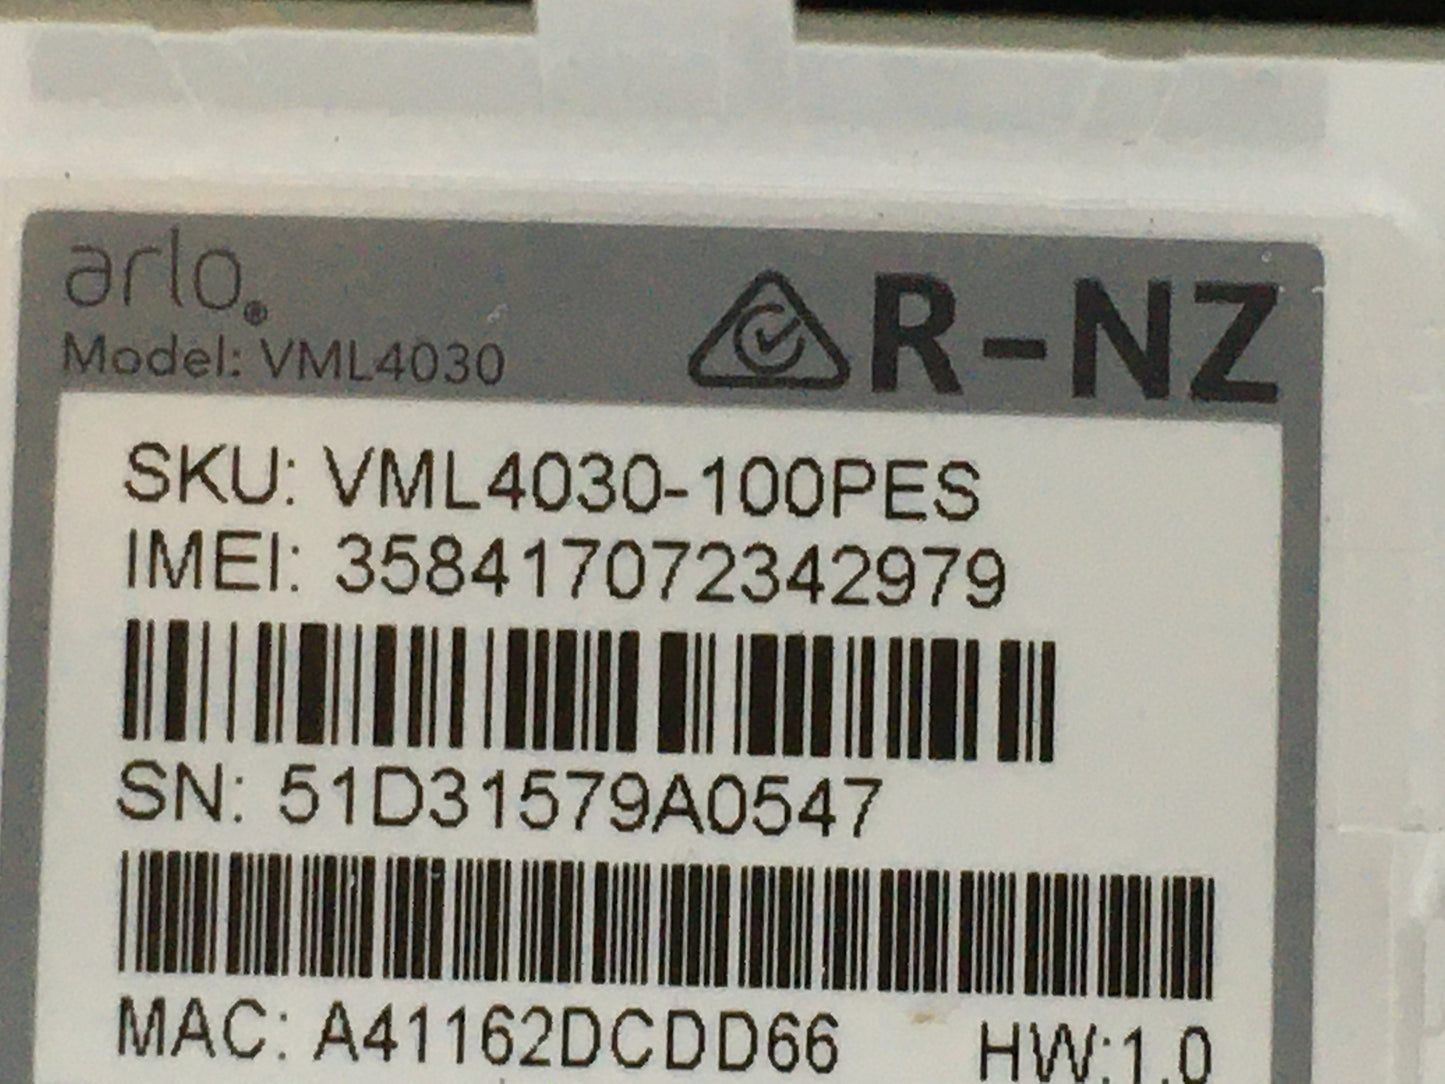 arlo®
Model: VML4030
R-NZ
SKU: VML4030-100PES
IMEI: 358417072342979
SN: 51D31579A0547
MAC: A41162DCDD66 HW:1.0